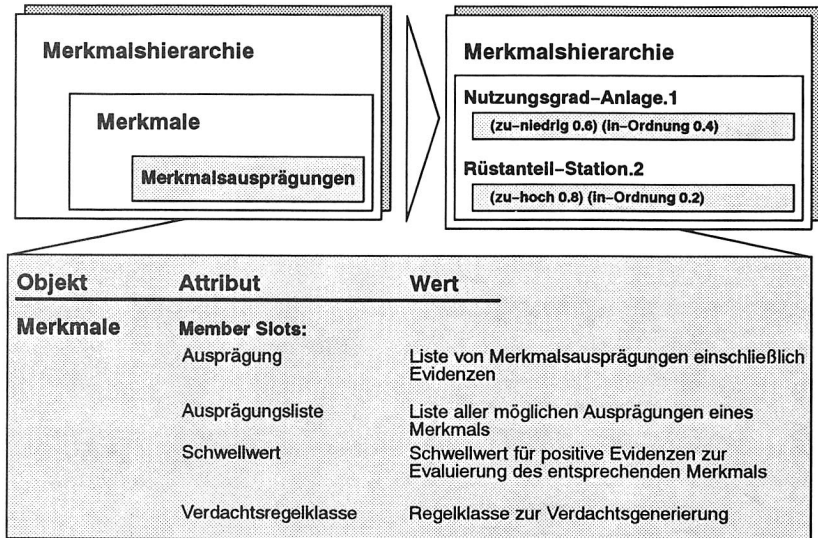 Merkmalshierarchie
Merkmale
Merkmalsausprägungen
Merkmalshierarchie
Nutzungsgrad–Anlage.1
(zu–niedrig 0.6) (in–Ordnung 0.4)
Rüstanteil–Station.2
(zu–hoch 0.8) (in–Ordnung 0.2)
Objekt Attribut Wert
Merkmale Member Slots:
Ausprägung Liste von Merkmalsausprägungen einschließlich
Evidenzen
Ausprägungsliste Liste aller möglichen Ausprägungen eines
Merkmals
Schwellwert Schwellwert für positive Evidenzen zur
Evaluierung des entsprechenden Merkmals
Verdachtsregelklasse Regelklasse zur Verdachtsgenerierung